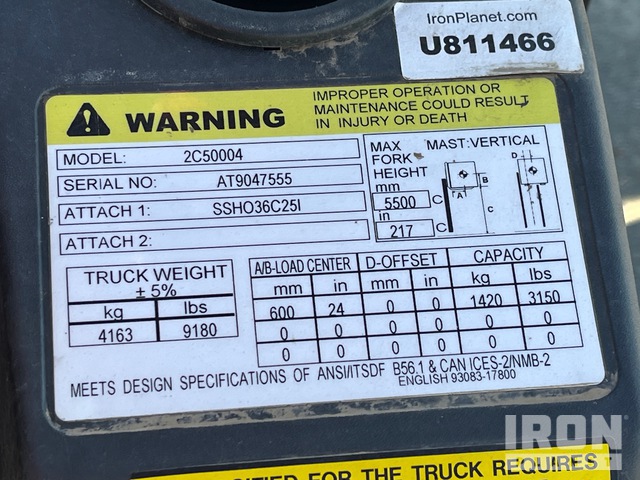 IronPlanet.com
U811466
WARNING
IMPROPER OPERATION OR
MAINTENANCE COULD RESULT
IN INJURY OR DEATH
MODEL: 2C50004
SERIAL NO: AT9047555
ATTACH 1: SSHO36C25I
ATTACH 2:
MAX
FORK
HEIGHT
mm
5500 C
in
217 C
MAST:VERTICAL
D
B
A
C
TRUCK WEIGHT
± 5%
kg lbs
4163 9180
A/B-LOAD CENTER D-OFFSET CAPACITY
mm in mm in kg lbs
600 24 0 0 1420 3150
0 0 0 0 0 0
0 0 0 0 0 0
MEETS DESIGN SPECIFICATIONS OF ANSI/ITSDF B56.1 & CAN ICES-2/NMB-2
ENGLISH 93083-17800
FOR THE TRUCK REQUIRES
IRON